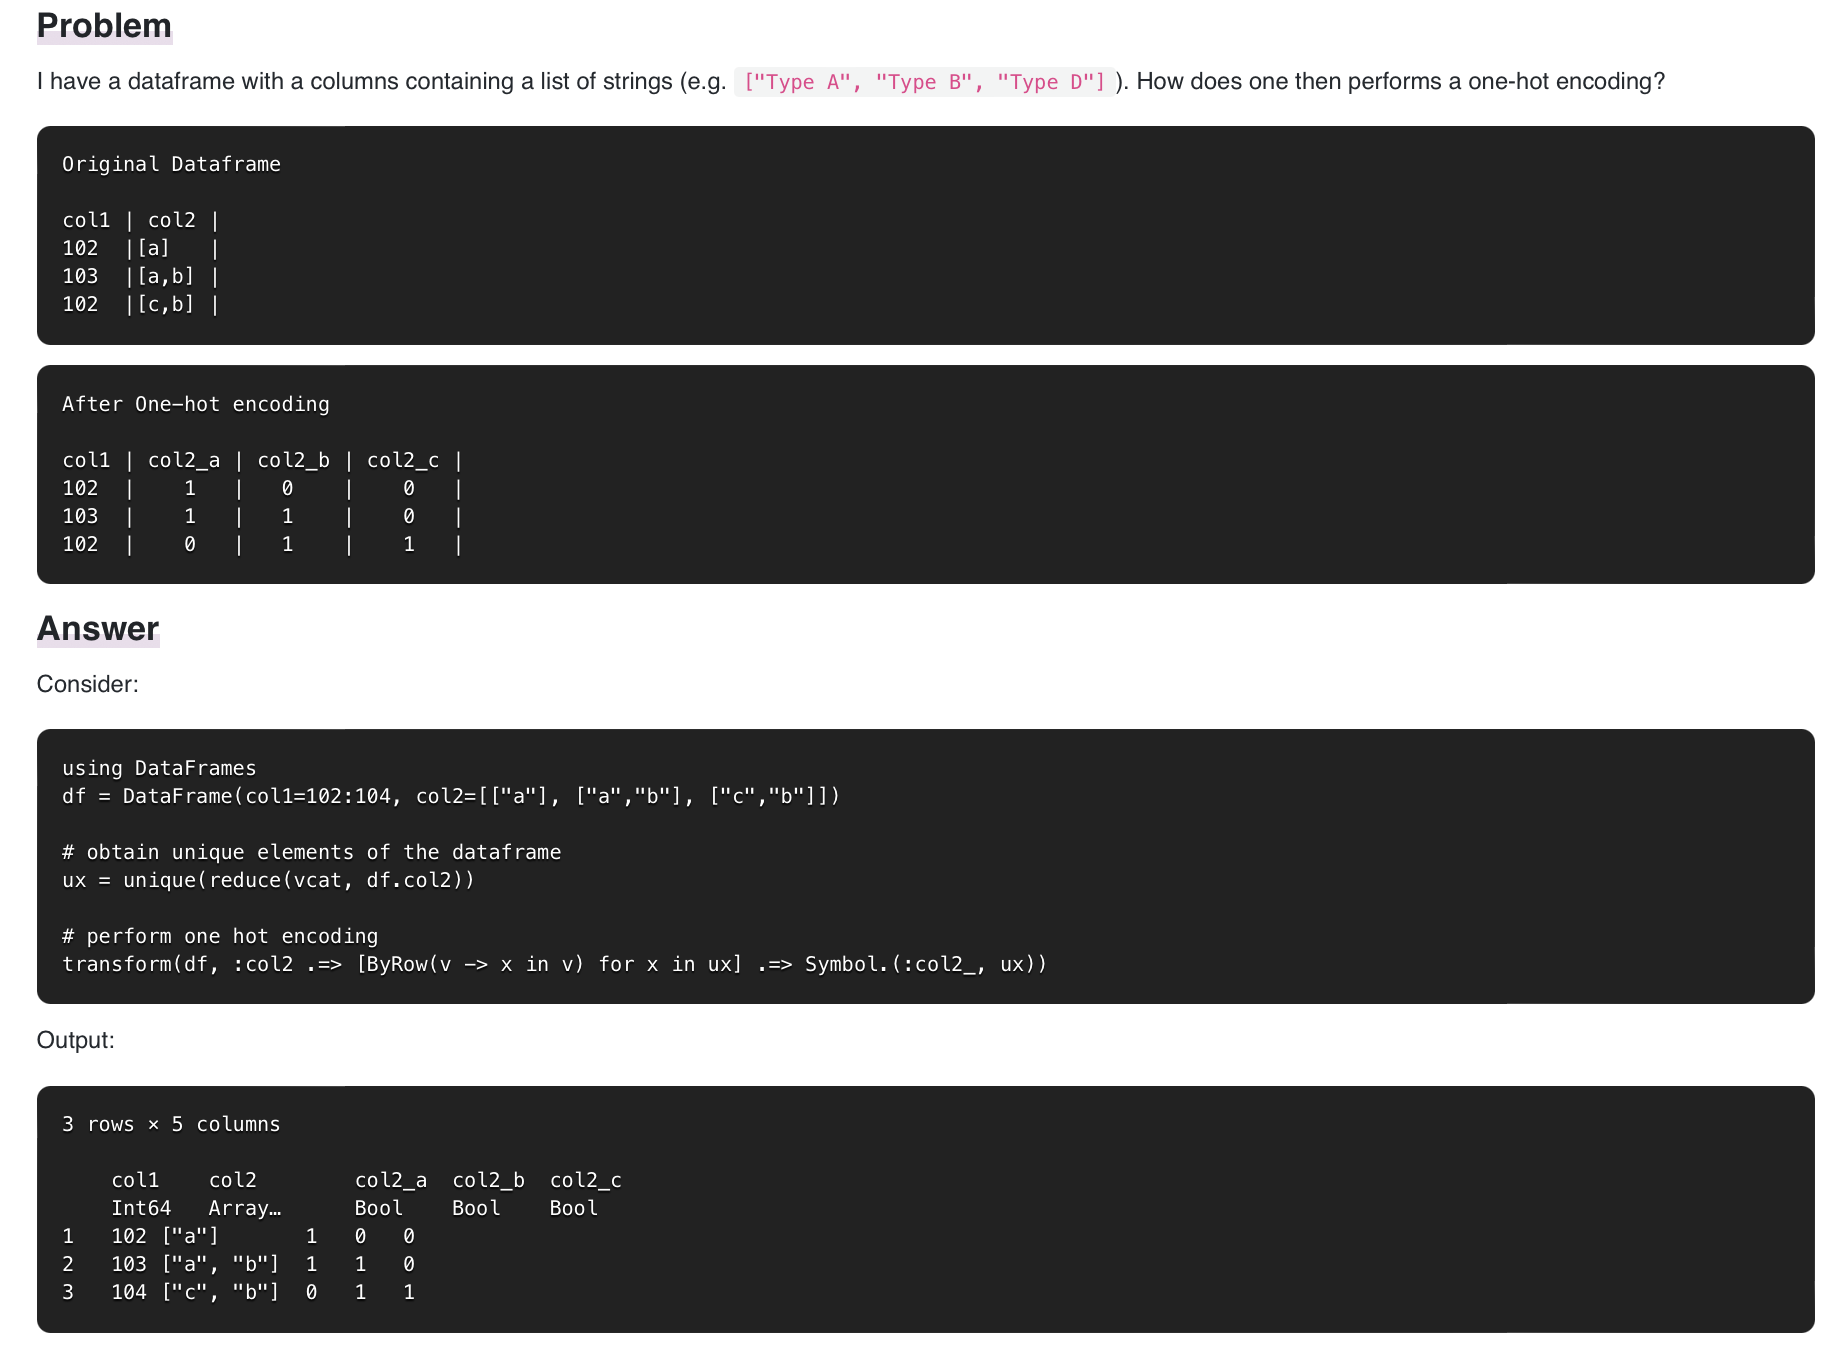 Problem
I have a dataframe with a columns containing a list of strings (e.g. ["Type A", "Type B", "Type D"] ). How does one then performs a one-hot encoding?
Original Dataframe
col1 | col2 |
102  |[a]   |
103  |[a,b] |
102  |[c,b] |
After One-hot encoding
col1 | col2_a | col2_b | col2_c |
102  |    1   |   0    |    0   |
103  |    1   |   1    |    0   |
102  |    0   |   1    |    1   |
Answer
Consider:
using DataFrames
df = DataFrame(col1=102:104, col2=[["a"], ["a","b"], ["c","b"]])
# obtain unique elements of the dataframe
ux = unique(reduce(vcat, df.col2))
# perform one hot encoding
transform(df, :col2 .=> [ByRow(v -> x in v) for x in ux] .=> Symbol.(:col2_, ux))
Output:
3 rows × 5 columns
    col1    col2        col2_a  col2_b  col2_c
    Int64   Array…      Bool    Bool    Bool
1   102 ["a"]       1   0   0
2   103 ["a", "b"]  1   1   0
3   104 ["c", "b"]  0   1   1